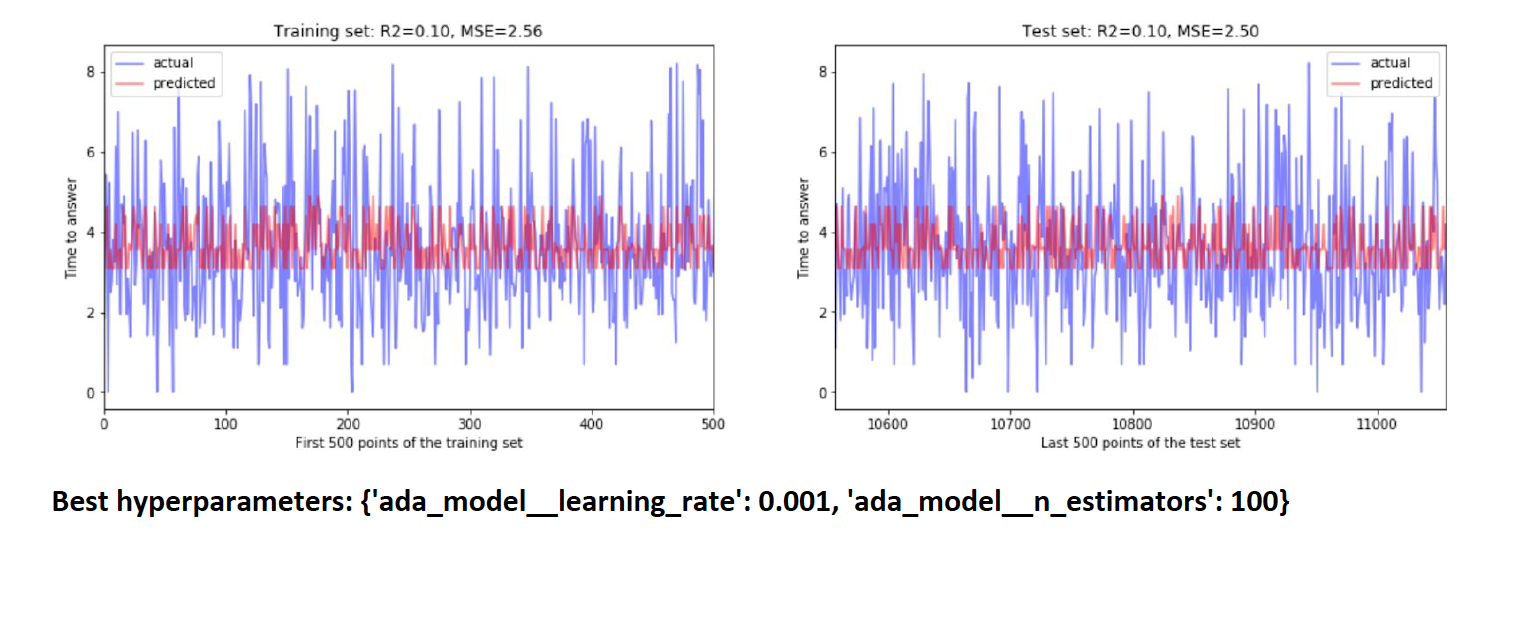 Training set: R2=0.10, MSE=2.56
actual
predicted
8
6
4
2
0
Time to answer
0 100 200 300 400 500
First 500 points of the training set
Test set: R2=0.10, MSE=2.50
actual
predicted
8
6
4
2
0
Time to answer
10600 10700 10800 10900 11000
Last 500 points of the test set
Best hyperparameters: {'ada_model__learning_rate': 0.001, 'ada_model__n_estimators': 100}